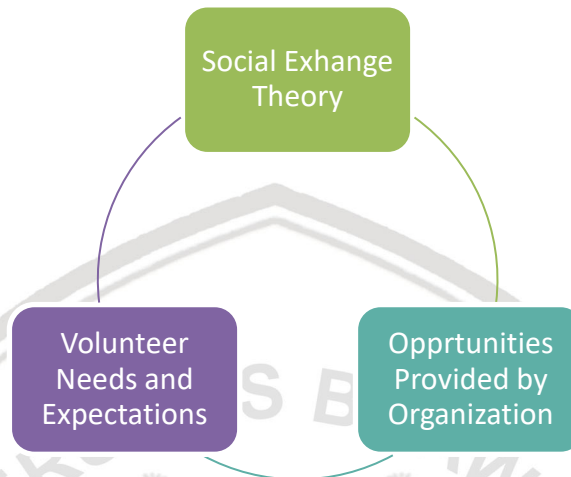 Social Exhange
Theory
Volunteer
Needs and
Expectations
Opprtunities
Provided by
Organization